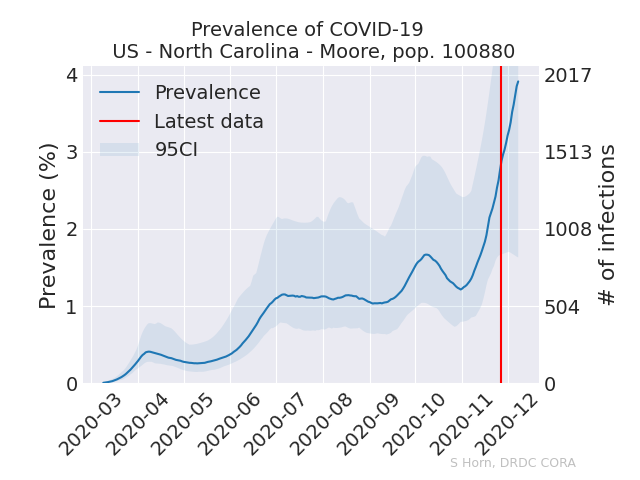 Prevalence of COVID-19
US - North Carolina - Moore, pop. 100880
Prevalence
Latest data
95CI
Prevalence (%)
4
3
2
1
0
2017
1513
1008
504
0
# of infections
2020-03
2020-04
2020-05
2020-06
2020-07
2020-08
2020-09
2020-10
2020-11
2020-12
S Horn, DRDC CORA